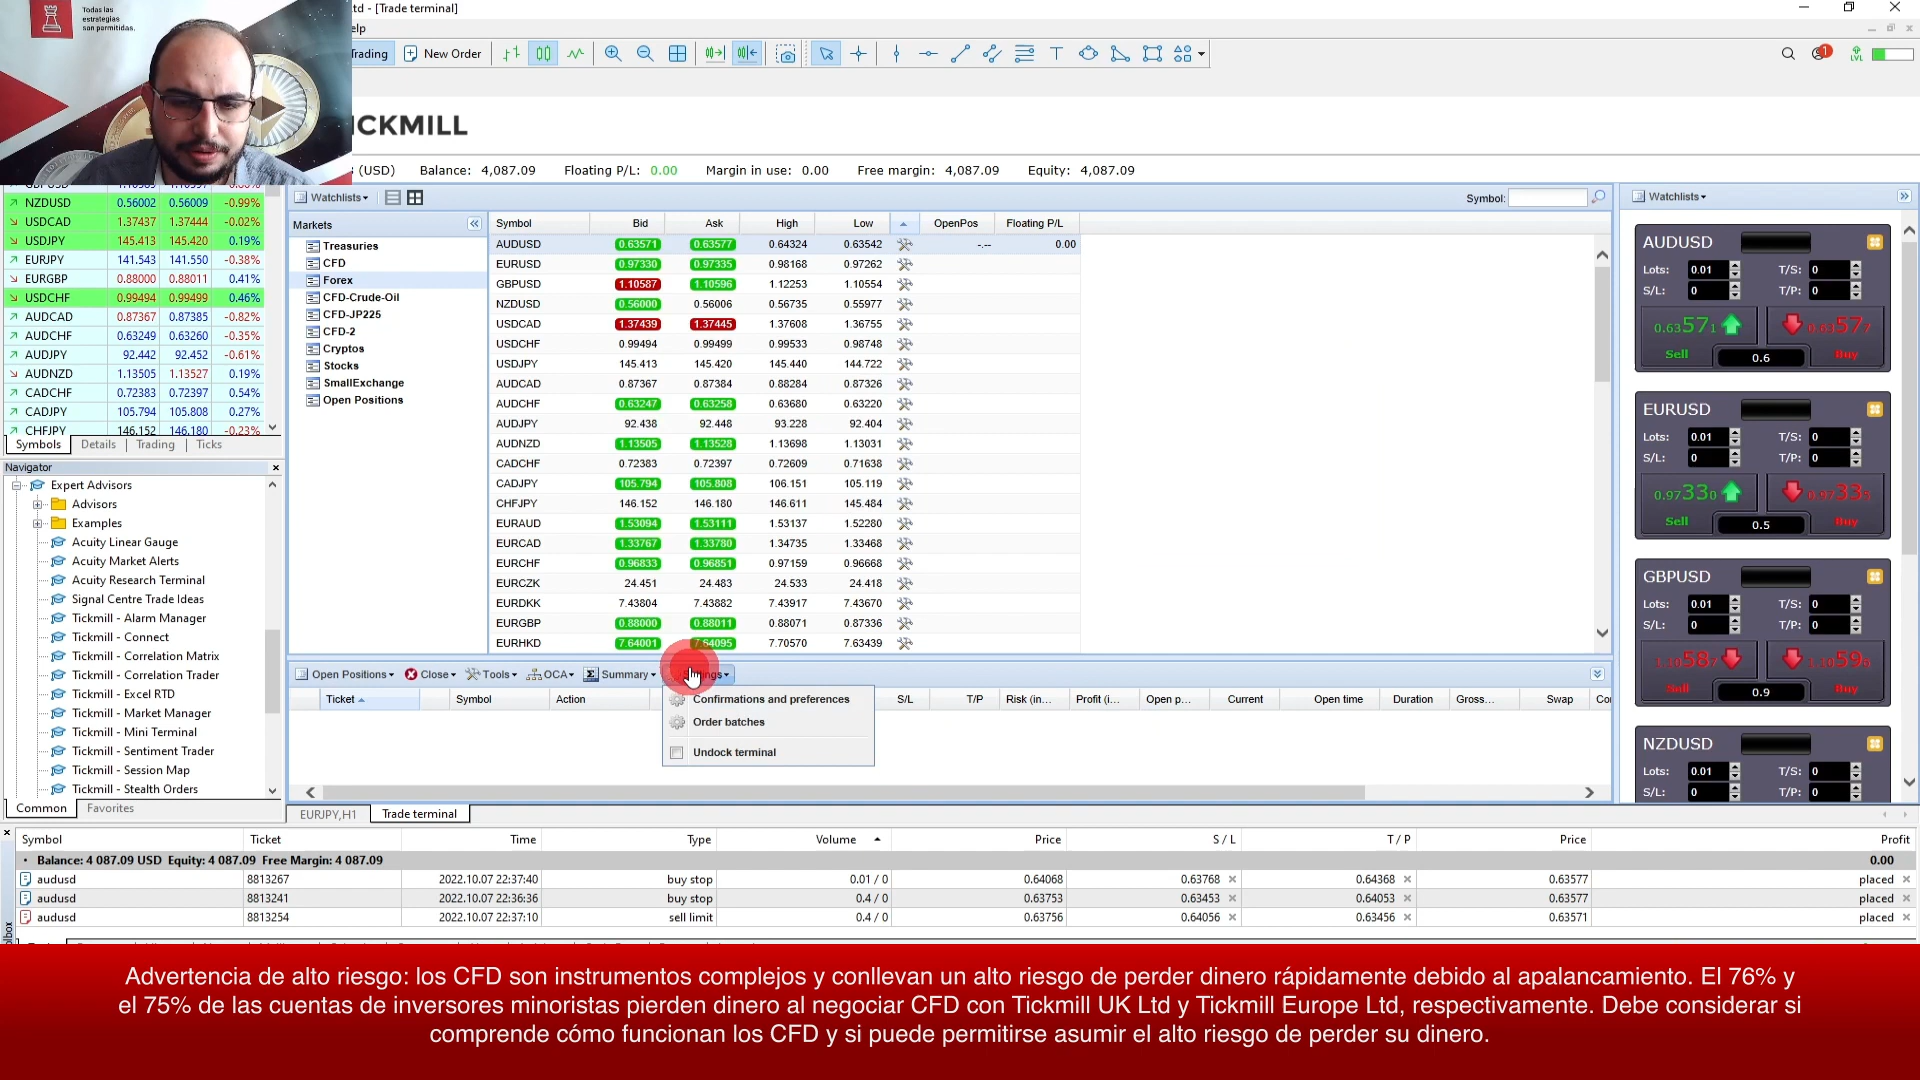 Todas las
estrategias
son permitidas.
td - [Trade terminal]
elp
rading New Order
ICKMILL
(USD) Balance: 4,087.09 Floating P/L: 0.00 Margin in use: 0.00 Free margin: 4,087.09 Equity: 4,087.09
NZDUSD 0.56002 0.56009 -0.99%
USDCAD 1.37437 1.37444 -0.02%
USDJPY 145.413 145.420 0.19%
EURJPY 141.543 141.550 -0.38%
EURGBP 0.88000 0.88011 0.41%
USDCHF 0.99494 0.99499 0.46%
AUDCAD 0.87367 0.87385 -0.82%
AUDCHF 0.63249 0.63260 -0.35%
AUDJPY 92.442 92.452 -0.61%
AUDNZD 1.13505 1.13527 0.19%
CADCHF 0.72383 0.72397 0.54%
CADJPY 105.794 105.808 0.27%
CHFJPY 146.152 146.180 -0.23%
Symbols Details Trading Ticks
Navigator
Expert Advisors
Advisors
Examples
Acuity Linear Gauge
Acuity Market Alerts
Acuity Research Terminal
Signal Centre Trade Ideas
Tickmill - Alarm Manager
Tickmill - Connect
Tickmill - Correlation Matrix
Tickmill - Correlation Trader
Tickmill - Excel RTD
Tickmill - Market Manager
Tickmill - Mini Terminal
Tickmill - Sentiment Trader
Tickmill - Session Map
Tickmill - Stealth Orders
Common Favorites
Watchlists Symbol:
Markets
Treasuries
CFD
Forex
CFD-Crude-Oil
CFD-JP225
CFD-2
Cryptos
Stocks
SmallExchange
Open Positions
Symbol Bid Ask High Low OpenPos Floating P/L
AUDUSD 0.63571 0.63577 0.64324 0.63542 -.-- 0.00
EURUSD 0.97330 0.97335 0.98168 0.97262
GBPUSD 1.10587 1.10596 1.12253 1.10554
NZDUSD 0.56000 0.56006 0.56735 0.55977
USDCAD 1.37439 1.37445 1.37608 1.36755
USDCHF 0.99494 0.99499 0.99533 0.98748
USDJPY 145.413 145.420 145.440 144.722
AUDCAD 0.87367 0.87384 0.88284 0.87326
AUDCHF 0.63247 0.63258 0.63680 0.63220
AUDJPY 92.438 92.448 93.228 92.404
AUDNZD 1.13505 1.13528 1.13698 1.13031
CADCHF 0.72383 0.72397 0.72609 0.71638
CADJPY 105.794 105.808 106.151 105.119
CHFJPY 146.152 146.180 146.611 145.484
EURAUD 1.53094 1.53111 1.53137 1.52280
EURCAD 1.33767 1.33780 1.34735 1.33468
EURCHF 0.96833 0.96851 0.97159 0.96668
EURCZK 24.451 24.483 24.533 24.418
EURDKK 7.43804 7.43882 7.43917 7.43670
EURGBP 0.88000 0.88011 0.88071 0.87336
EURHKD 7.64001 7.64095 7.70570 7.63439
Open Positions Close Tools OCA Summary
Ticket Symbol Action S/L T/P Risk (in... Profit (i... Open p... Current Open time Duration Gross... Swap Co
Confirmations and preferences
Order batches
Undock terminal
EURJPY,H1 Trade terminal
Watchlists
AUDUSD
Lots: 0.01 T/S: 0
S/L: 0 T/P: 0
0.63571 0.63577
Sell 0.6 Buy
EURUSD
Lots: 0.01 T/S: 0
S/L: 0 T/P: 0
0.97330 0.97335
Sell 0.5 Buy
GBPUSD
Lots: 0.01 T/S: 0
S/L: 0 T/P: 0
1.10587 1.10596
Sell 0.9 Buy
NZDUSD
Lots: 0.01 T/S: 0
S/L: 0 T/P: 0
Symbol Ticket Time Type Volume Price S / L T / P Price Profit
Balance: 4 087.09 USD Equity: 4 087.09 Free Margin: 4 087.09 0.00
audusd 8813267 2022.10.07 22:37:40 buy stop 0.01 / 0 0.64068 0.63768 0.64368 0.63577 placed
audusd 8813241 2022.10.07 22:36:36 buy stop 0.4 / 0 0.63753 0.63453 0.64053 0.63577 placed
audusd 8813254 2022.10.07 22:37:10 sell limit 0.4 / 0 0.63756 0.64056 0.63456 0.63571 placed
Advertencia de alto riesgo: los CFD son instrumentos complejos y conllevan un alto riesgo de perder dinero rápidamente debido al apalancamiento. El 76% y
el 75% de las cuentas de inversores minoristas pierden dinero al negociar CFD con Tickmill UK Ltd y Tickmill Europe Ltd, respectivamente. Debe considerar si
comprende cómo funcionan los CFD y si puede permitirse asumir el alto riesgo de perder su dinero.